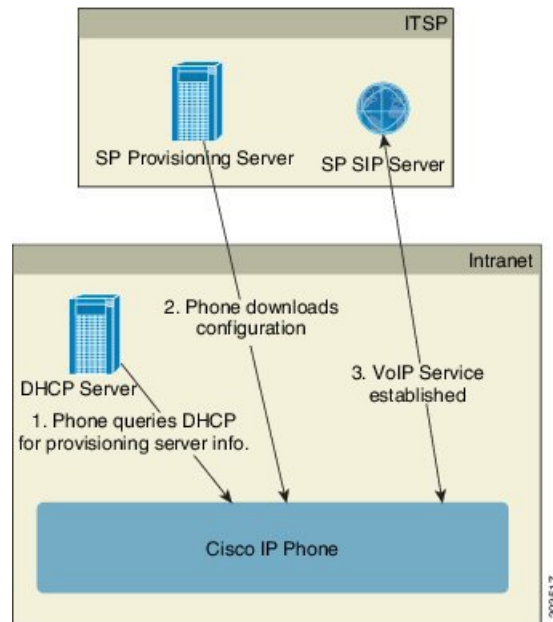 ITSP
SP Provisioning Server
SP SIP Server
Intranet
2. Phone downloads
configuration
DHCP Server
3. VoIP Service
established
1. Phone queries DHCP
for provisioning server info.
Cisco IP Phone